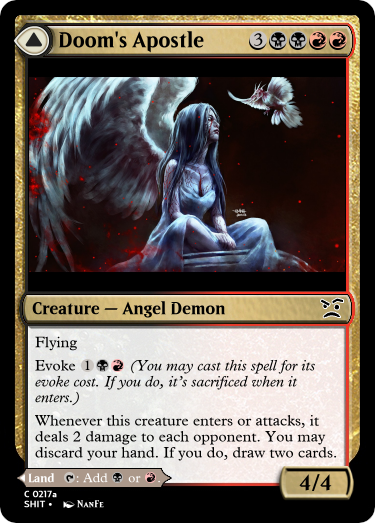 Doom's Apostle 3
Creature — Angel Demon
Flying
Evoke 1 (You may cast this spell for its
evoke cost. If you do, it's sacrificed when it
enters.)
Whenever this creature enters or attacks, it
deals 2 damage to each opponent. You may
discard your hand. If you do, draw two cards.
Land : Add or .
4/4
C 0217a
SHIT • NanFe